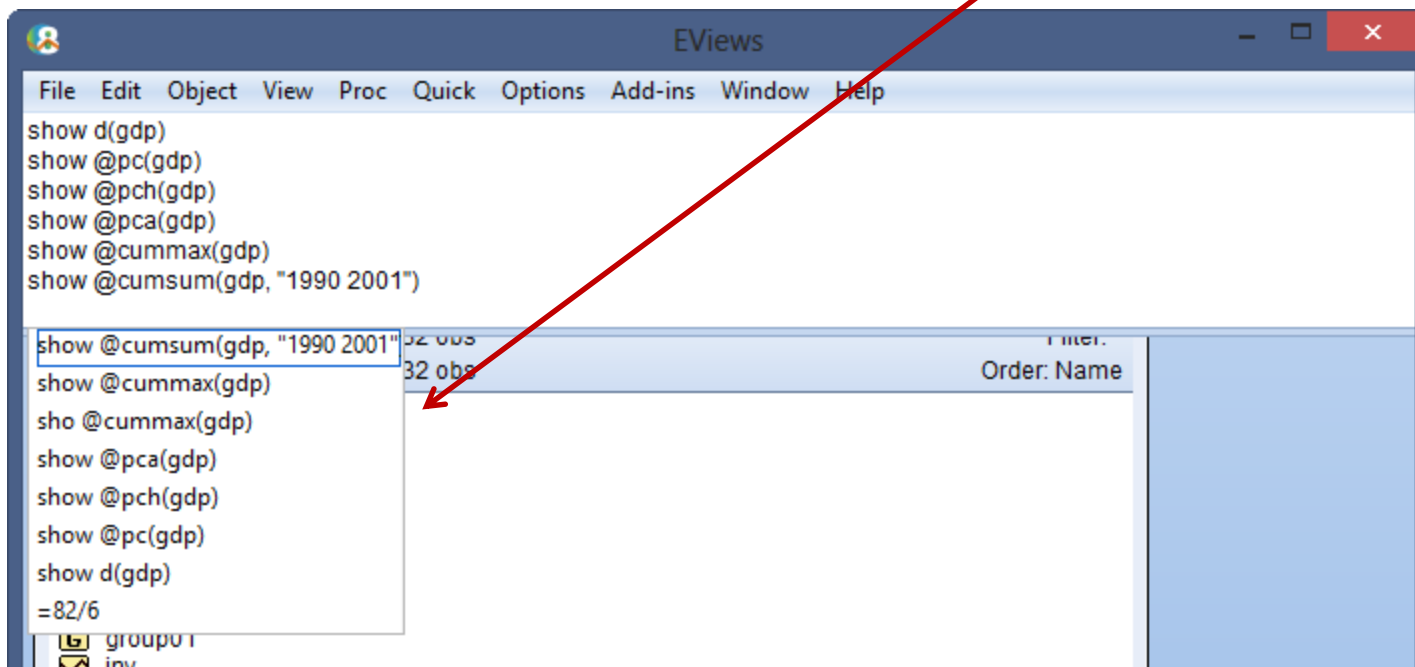 EViews
File Edit Object View Proc Quick Options Add-ins Window Help
show d(gdp)
show @pc(gdp)
show @pch(gdp)
show @pca(gdp)
show @cummax(gdp)
show @cumsum(gdp, "1990 2001")
show @cumsum(gdp, "1990 2001"
obs Filter:
show @cummax(gdp) 32 obs Order: Name
sho @cummax(gdp)
show @pca(gdp)
show @pch(gdp)
show @pc(gdp)
show d(gdp)
=82/6
G group01
inv